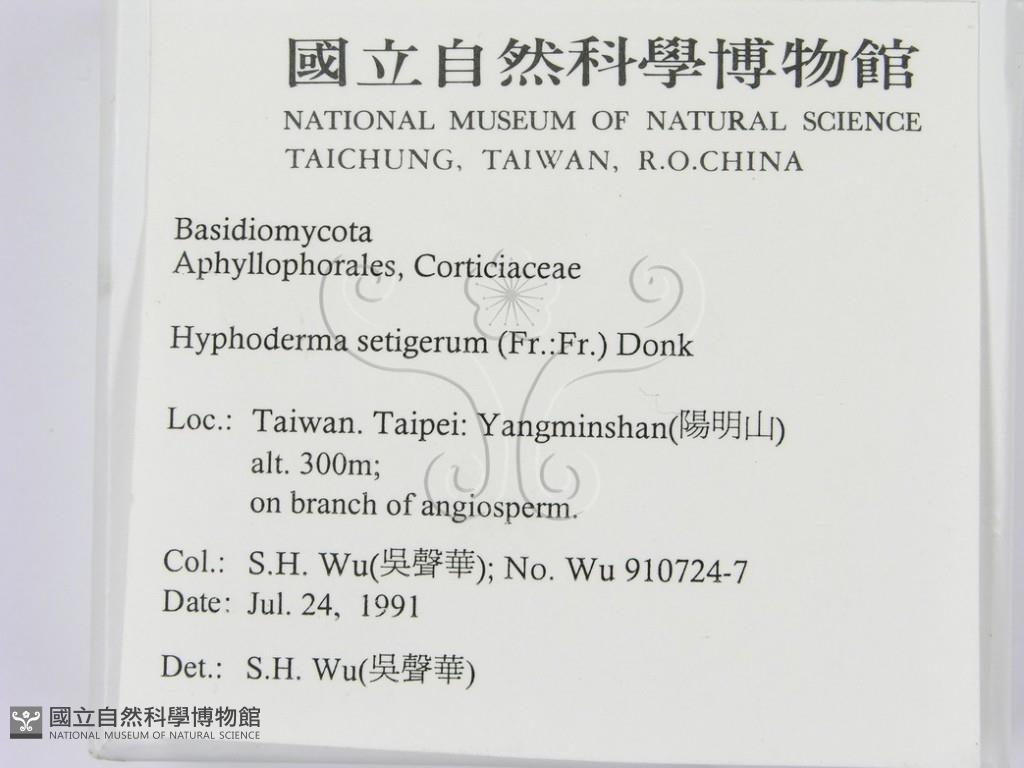 國立自然科學博物館
NATIONAL MUSEUM OF NATURAL SCIENCE
TAICHUNG, TAIWAN, R.O.CHINA
Basidiomycota
Aphyllophorales, Corticiaceae
Hyphoderma setigerum (Fr.:Fr.) Donk
Loc.: Taiwan. Taipei: Yangminshan(陽明山)
alt. 300m;
on branch of angiosperm.
Col.: S.H. Wu(吳聲華); No. Wu 910724-7
Date: Jul. 24, 1991
Det.: S.H. Wu(吳聲華)
國立自然科學博物館
NATIONAL MUSEUM OF NATURAL SCIENCE